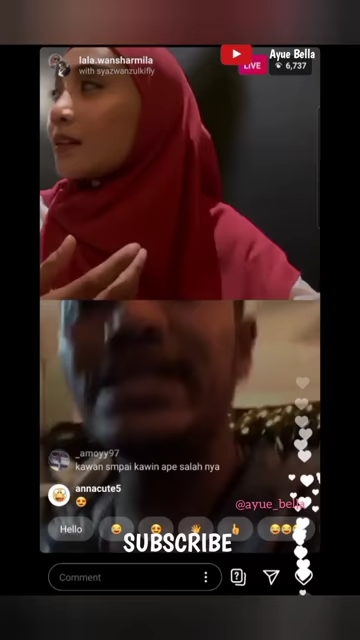 Ayue Bella
lala.wansharmila
with syazwanzulkifly
LIVE
6,737
_amoyy97
kawan smpai kawin ape salah nya
annacute5
@ayue_bella
Hello
SUBSCRIBE
Comment